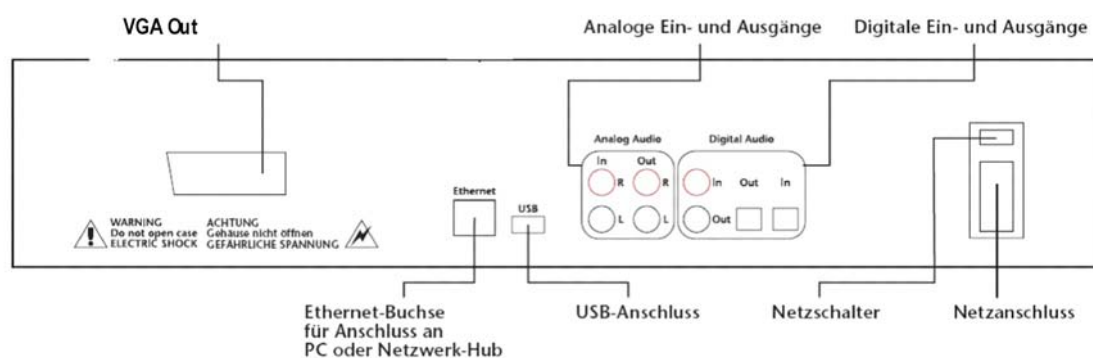 VGA Out
Analoge Ein- und Ausgänge
Digitale Ein- und Ausgänge
Analog Audio
Digital Audio
In Out
R R
L L
In Out In
Out
Ethernet
USB
WARNING
Do not open case
ELECTRIC SHOCK
ACHTUNG
Gehäuse nicht öffnen
GEFÄHRLICHE SPANNUNG
Ethernet-Buchse
für Anschluss an
PC oder Netzwerk-Hub
USB-Anschluss
Netzschalter
Netzanschluss